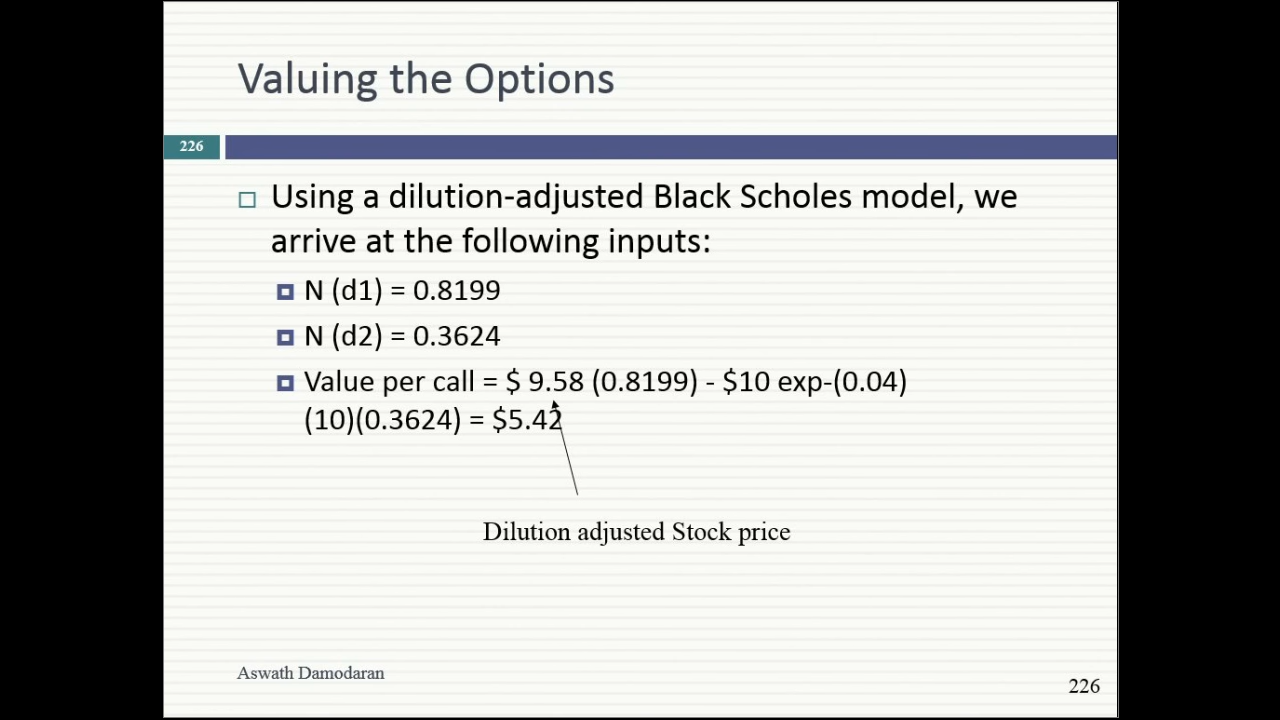 Valuing the Options
226
Using a dilution-adjusted Black Scholes model, we
arrive at the following inputs:
N (d1) = 0.8199
N (d2) = 0.3624
Value per call = $ 9.58 (0.8199) - $10 exp-(0.04)
(10)(0.3624) = $5.42
Dilution adjusted Stock price
Aswath Damodaran
226